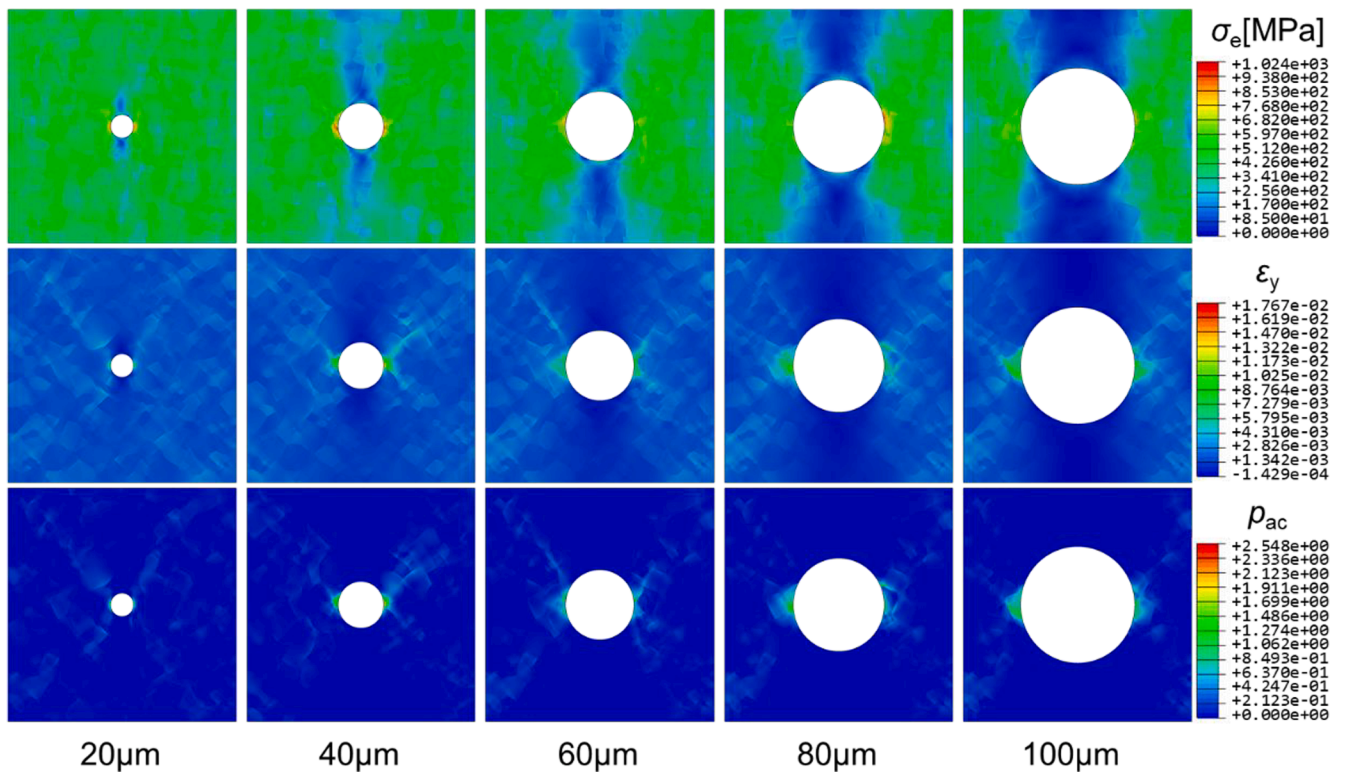 σe[MPa]
+1.024e+03
+9.380e+02
+8.530e+02
+7.680e+02
+6.820e+02
+5.970e+02
+5.120e+02
+4.260e+02
+3.410e+02
+2.560e+02
+1.700e+02
+8.500e+01
+0.000e+00
εy
+1.767e-02
+1.619e-02
+1.470e-02
+1.322e-02
+1.173e-02
+1.025e-02
+8.764e-03
+7.279e-03
+5.795e-03
+4.310e-03
+2.826e-03
+1.342e-03
-1.429e-04
pac
+2.548e+00
+2.336e+00
+2.123e+00
+1.911e+00
+1.699e+00
+1.486e+00
+1.274e+00
+1.062e+00
+8.493e-01
+6.370e-01
+4.247e-01
+2.123e-01
+0.000e+00
20μm 40μm 60μm 80μm 100μm